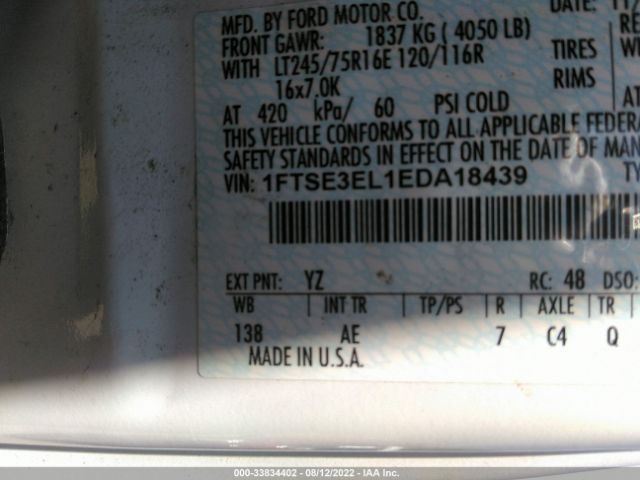 MFD. BY FORD MOTOR CO.
DATE: 11/
FRONT GAWR: 1837 KG ( 4050 LB)
WITH LT245/75R16E 120/116R TIRES
16x7.0K RIMS
AT 420 kPa/ 60 PSI COLD
THIS VEHICLE CONFORMS TO ALL APPLICABLE FEDERA
SAFETY STANDARDS IN EFFECT ON THE DATE OF MAN
VIN: 1FTSE3EL1EDA18439
EXT PNT: YZ RC: 48 DSO:
WB INT TR TP/PS R AXLE TR
138 AE 7 C4 Q
MADE IN U.S.A.
000-33834402 - 08/12/2022 - IAA Inc.